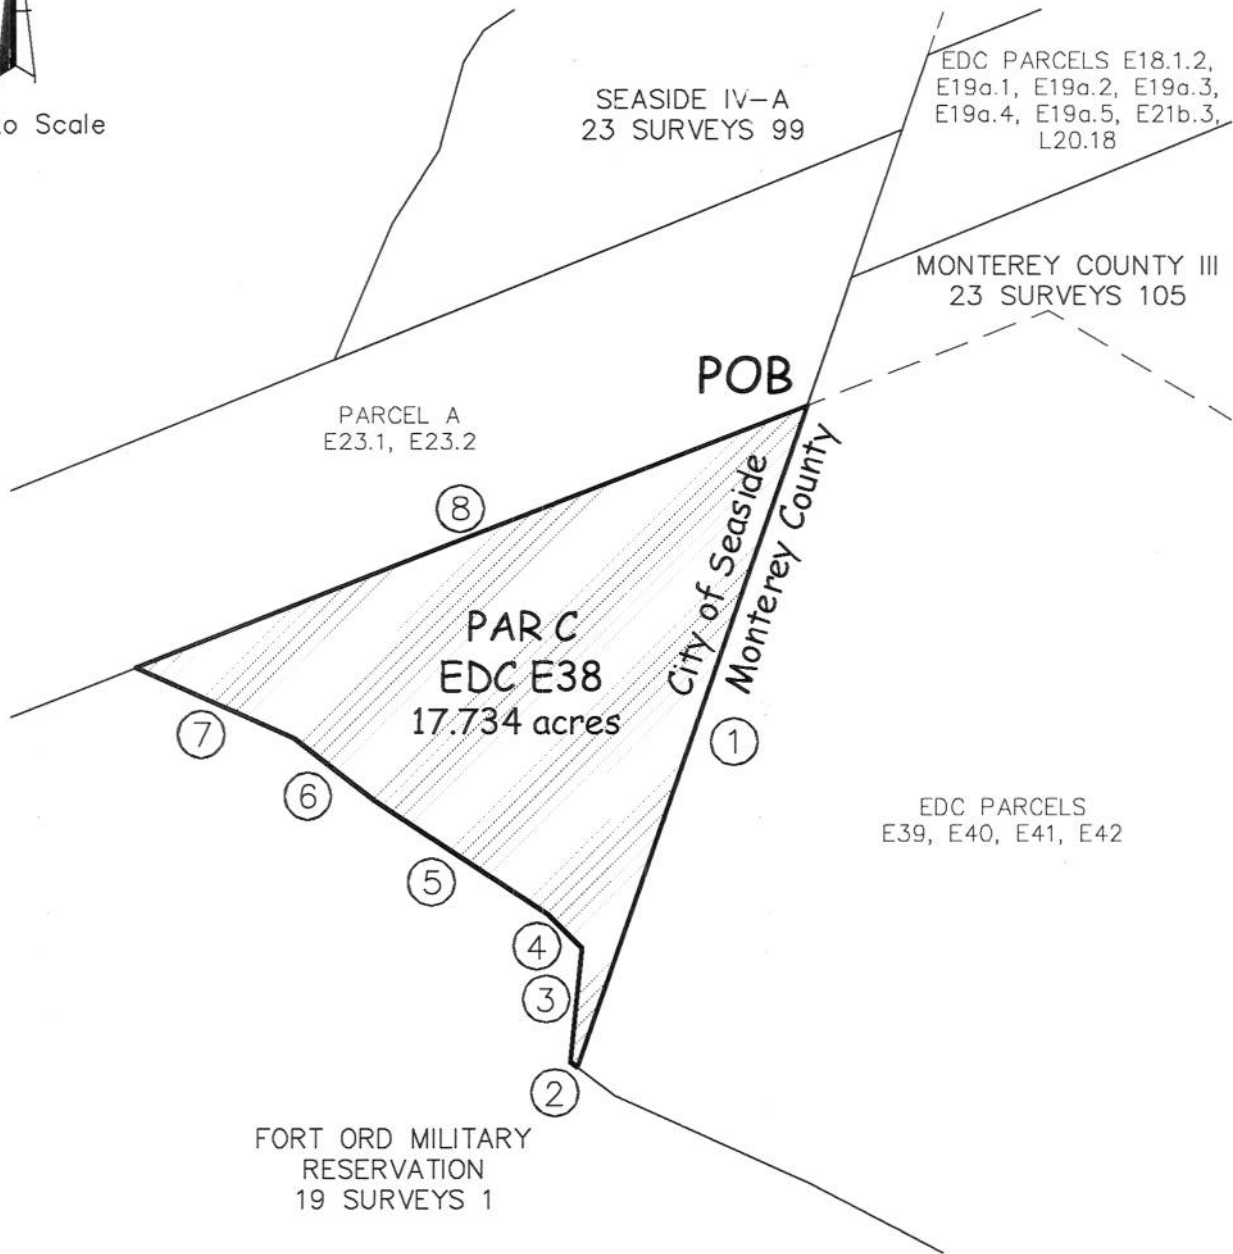 to Scale
SEASIDE IV-A
23 SURVEYS 99
EDC PARCELS E18.1.2,
E19a.1, E19a.2, E19a.3,
E19a.4, E19a.5, E21b.3,
L20.18
MONTEREY COUNTY III
23 SURVEYS 105
POB
PARCEL A
E23.1, E23.2
City of Seaside
Monterey County
8
PAR C
EDC E38
17.734 acres
7
1
6
EDC PARCELS
E39, E40, E41, E42
5
4
3
2
FORT ORD MILITARY
RESERVATION
19 SURVEYS 1